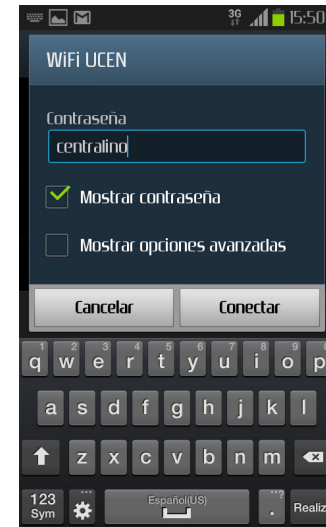 3G 15:50
WiFi UCEN
Contraseña
centralino
Mostrar contraseña
Mostrar opciones avanzadas
Cancelar Conectar
1 2 3 4 5 6 7 8 9 0
q w e r t y u i o p
a s d f g h j k l
z x c v b n m
123 Español(US) ...?
Sym . Realiz